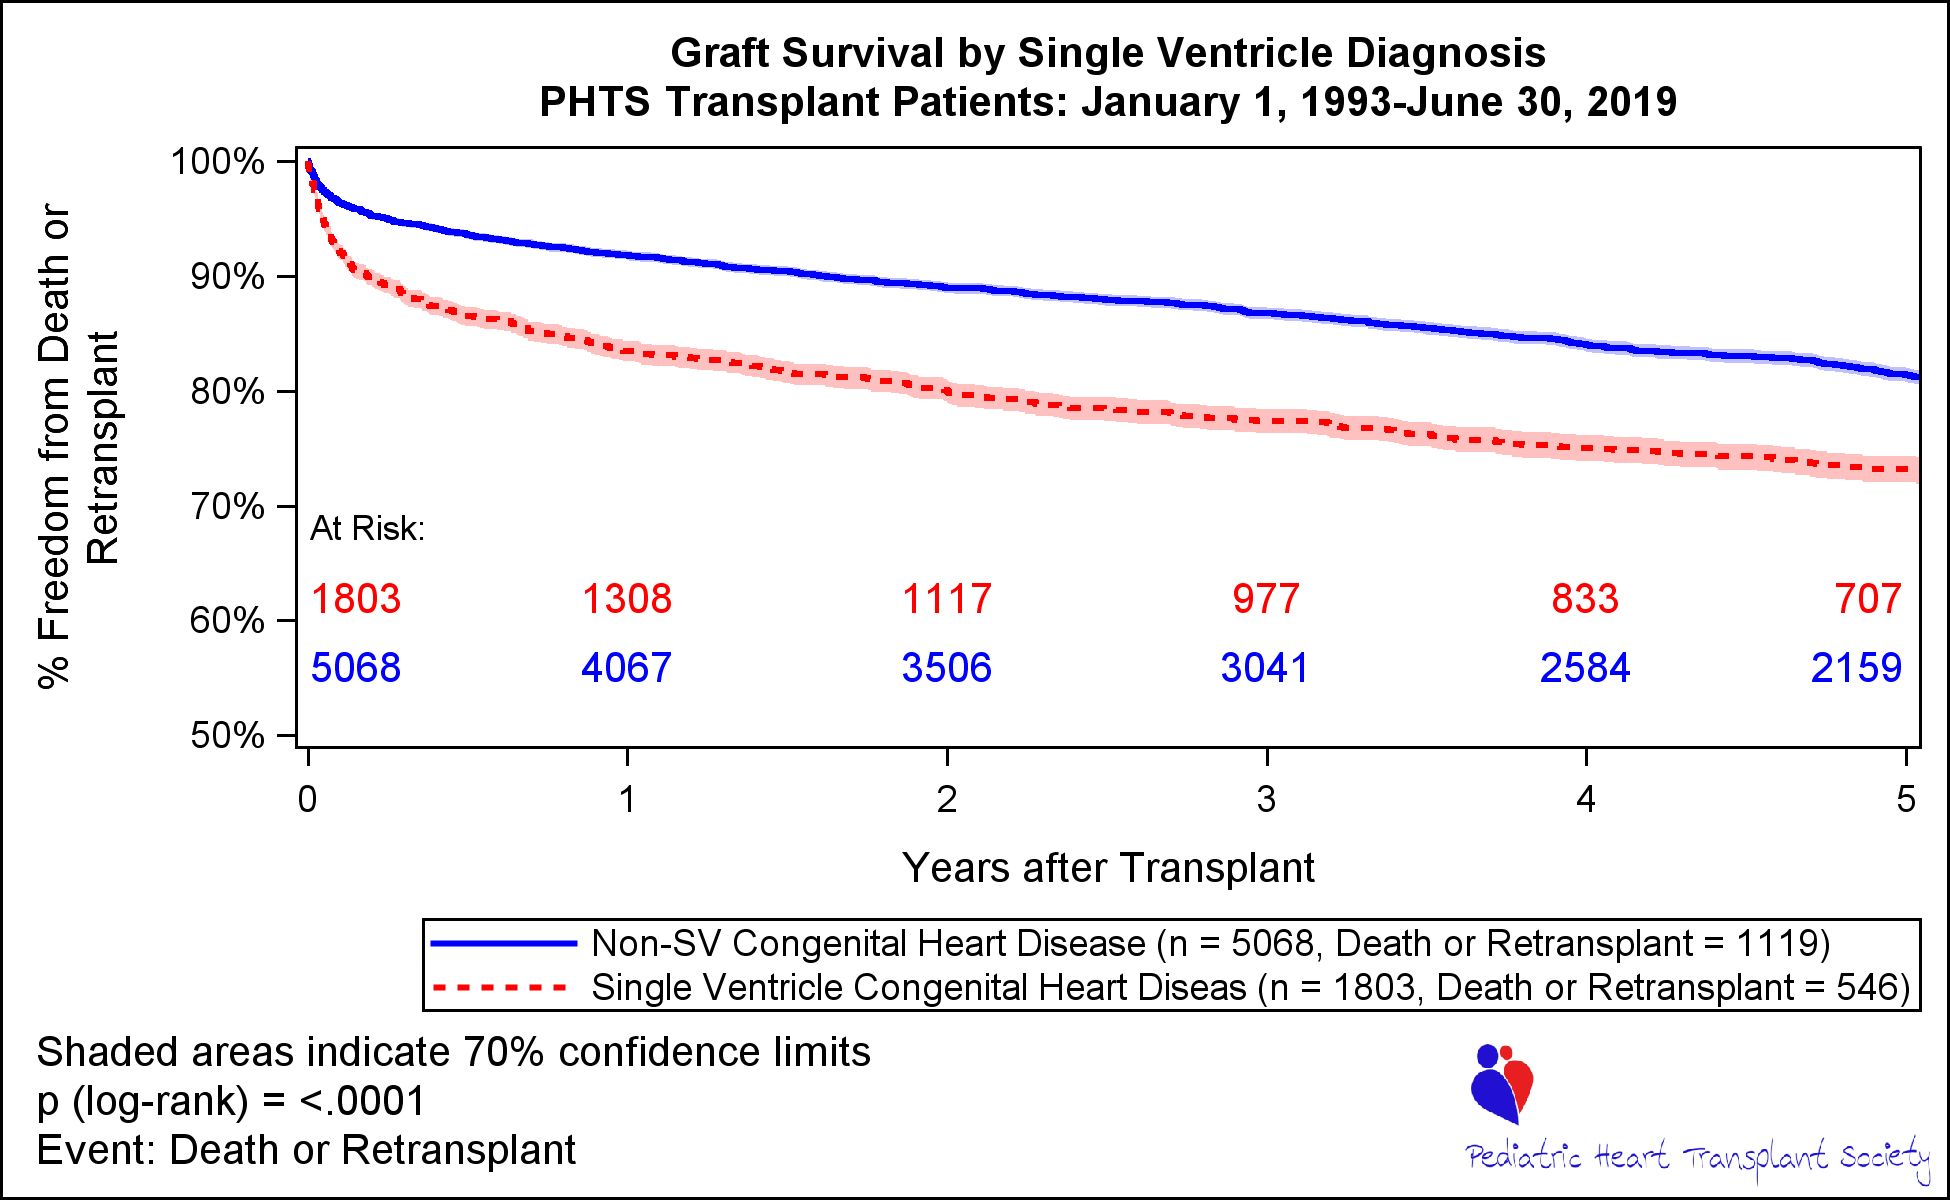 Graft Survival by Single Ventricle Diagnosis
PHTS Transplant Patients: January 1, 1993-June 30, 2019
% Freedom from Death or
Retransplant
100%
90%
80%
70%
60%
50%
At Risk:
1803 1308 1117 977 833 707
5068 4067 3506 3041 2584 2159
0 1 2 3 4 5
Years after Transplant
Non-SV Congenital Heart Disease (n = 5068, Death or Retransplant = 1119)
Single Ventricle Congenital Heart Diseas (n = 1803, Death or Retransplant = 546)
Shaded areas indicate 70% confidence limits
p (log-rank) = <.0001
Event: Death or Retransplant
Pediatric Heart Transplant Society